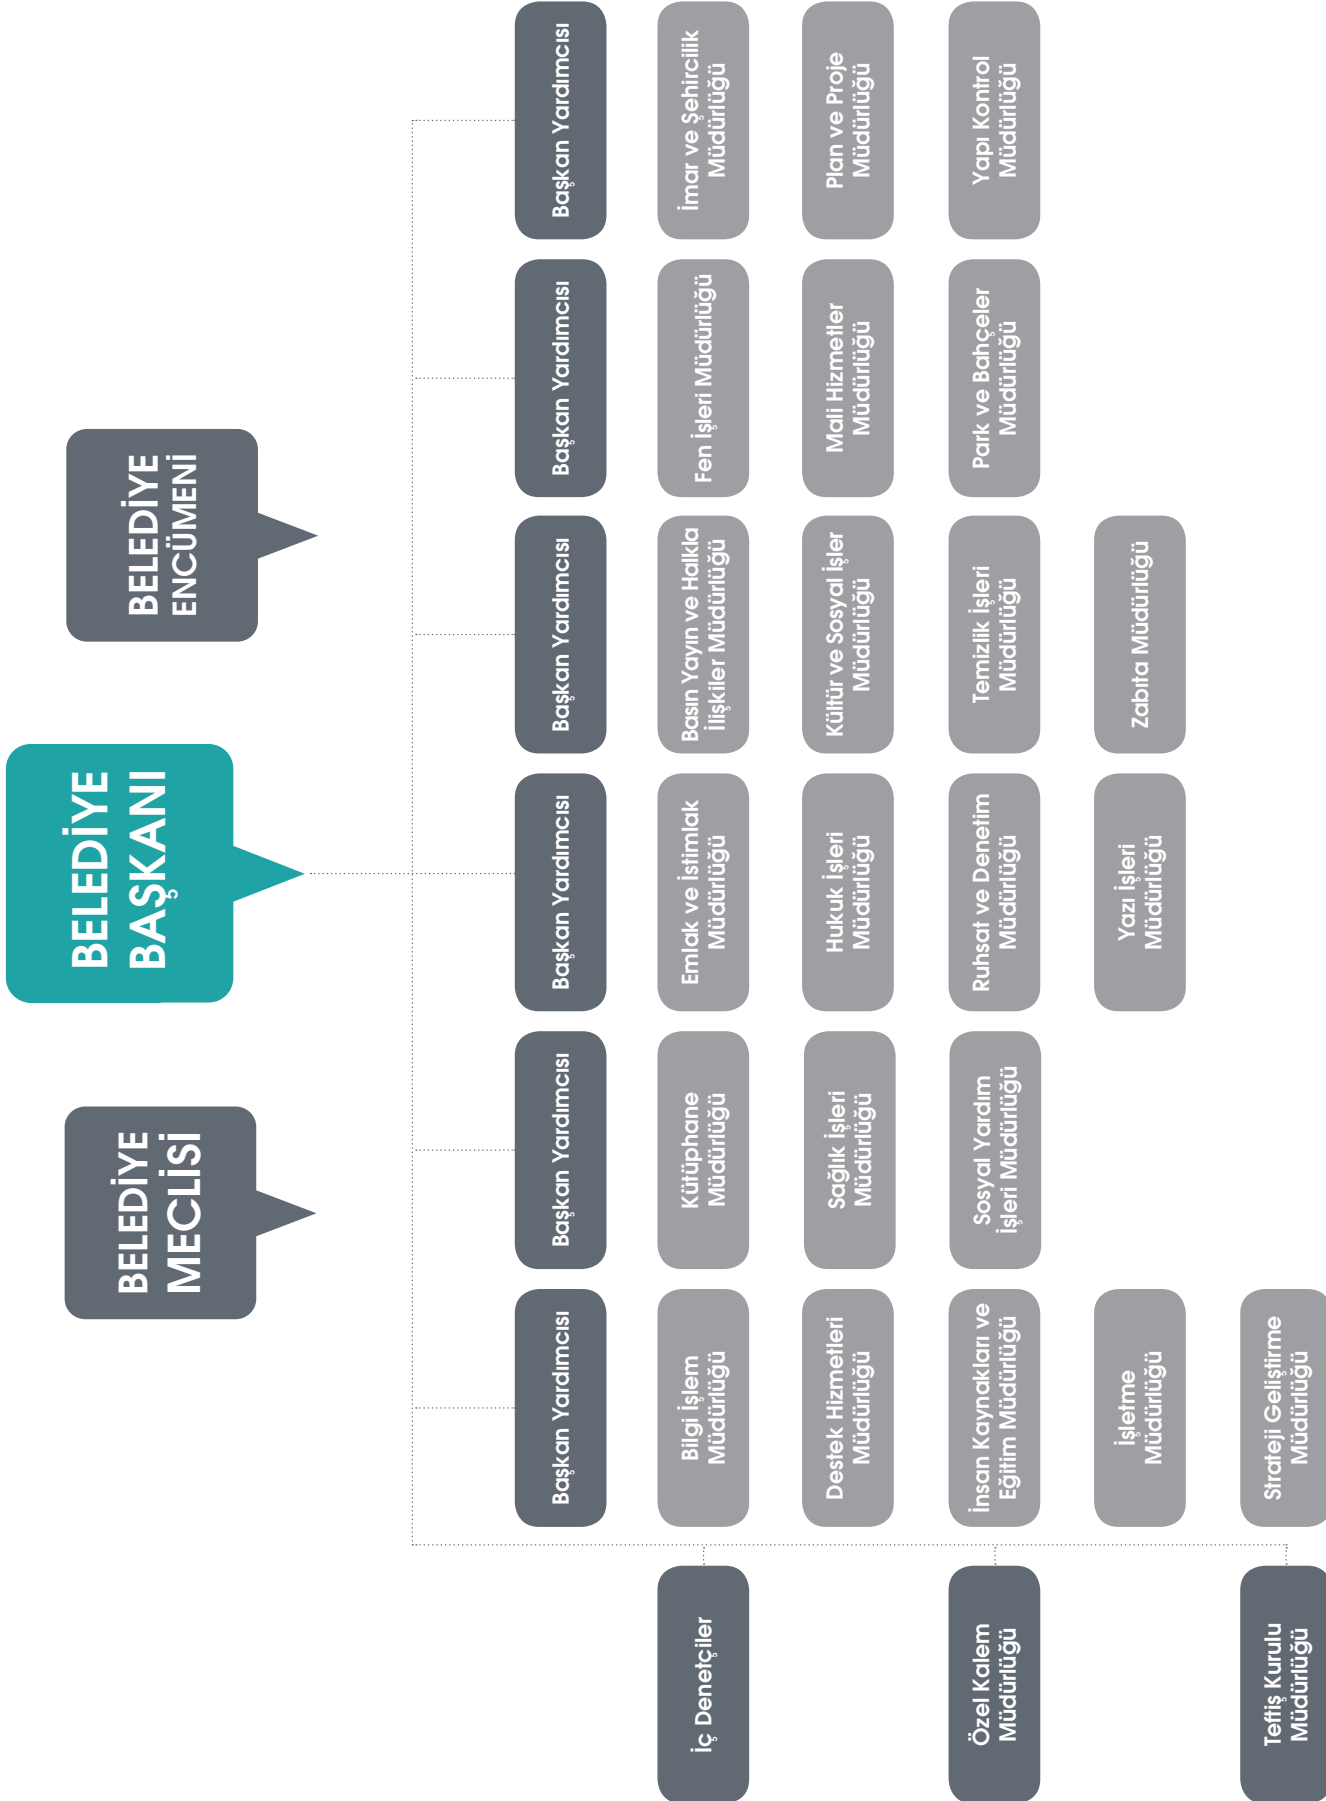 BELEDİYE
MECLİSİ
BELEDİYE
BAŞKANI
BELEDİYE
ENCÜMENİ
Başkan Yardımcısı
Başkan Yardımcısı
Başkan Yardımcısı
Başkan Yardımcısı
Başkan Yardımcısı
Başkan Yardımcısı
İç Denetçiler
Bilgi İşlem
Müdürlüğü
Kütüphane
Müdürlüğü
Emlak ve İstimlak
Müdürlüğü
Basın Yayın ve Halkla
İlişkiler Müdürlüğü
Fen İşleri Müdürlüğü
İmar ve Şehircilik
Müdürlüğü
Destek Hizmetleri
Müdürlüğü
Sağlık İşleri
Müdürlüğü
Hukuk İşleri
Müdürlüğü
Kültür ve Sosyal İşler
Müdürlüğü
Mali Hizmetler
Müdürlüğü
Plan ve Proje
Müdürlüğü
Özel Kalem
Müdürlüğü
İnsan Kaynakları ve
Eğitim Müdürlüğü
Sosyal Yardım
İşleri Müdürlüğü
Ruhsat ve Denetim
Müdürlüğü
Temizlik İşleri
Müdürlüğü
Park ve Bahçeler
Müdürlüğü
Yapı Kontrol
Müdürlüğü
İşletme
Müdürlüğü
Yazı İşleri
Müdürlüğü
Zabıta Müdürlüğü
Teftiş Kurulu
Müdürlüğü
Strateji Geliştirme
Müdürlüğü